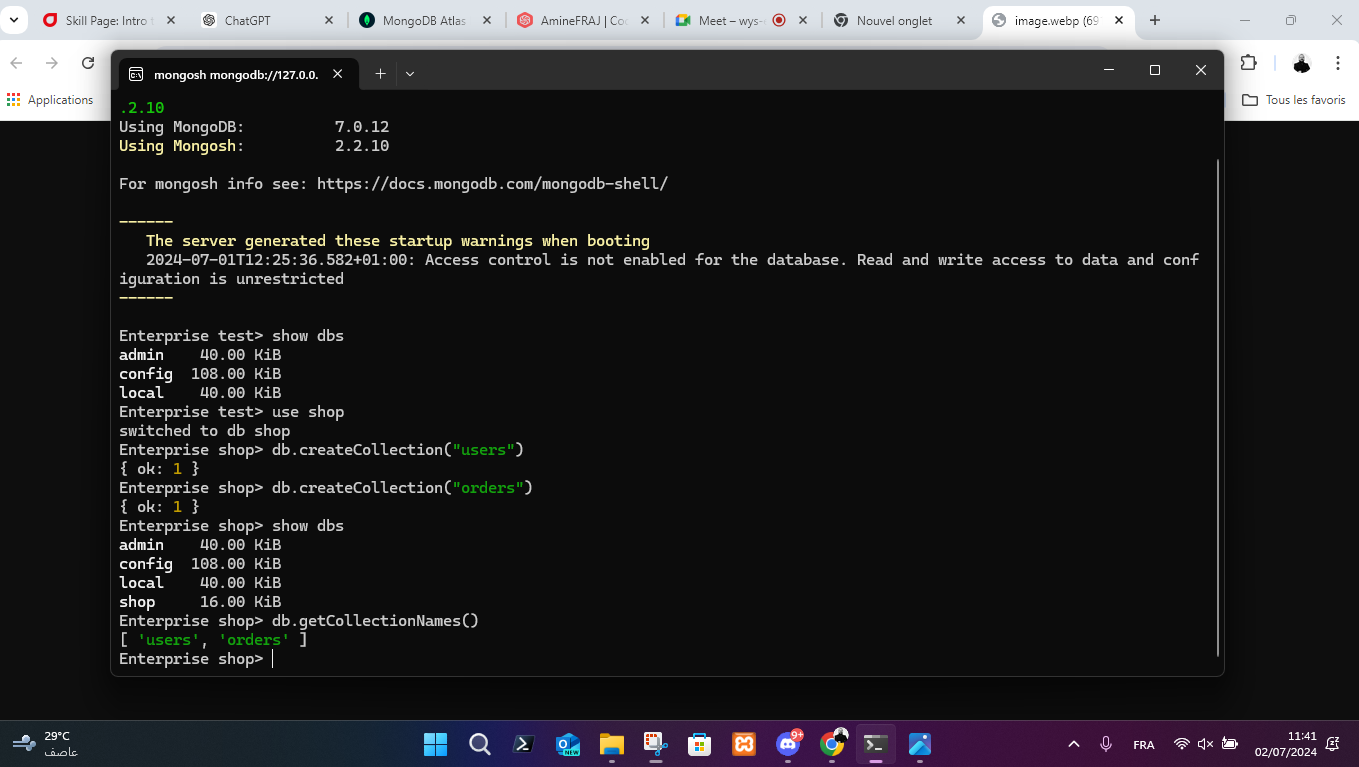 Skill Page: Intro t
ChatGPT
MongoDB Atlas
AmineFRAJ | Co
Meet – wys-
Nouvel onglet
image.webp (69
Applications
Tous les favoris
mongosh mongodb://127.0.0.
.2.10
Using MongoDB: 7.0.12
Using Mongosh: 2.2.10
For mongosh info see: https://docs.mongodb.com/mongodb-shell/
------
The server generated these startup warnings when booting
2024-07-01T12:25:36.582+01:00: Access control is not enabled for the database. Read and write access to data and conf
iguration is unrestricted
------
Enterprise test> show dbs
admin 40.00 KiB
config 108.00 KiB
local 40.00 KiB
Enterprise test> use shop
switched to db shop
Enterprise shop> db.createCollection("users")
{ ok: 1 }
Enterprise shop> db.createCollection("orders")
{ ok: 1 }
Enterprise shop> show dbs
admin 40.00 KiB
config 108.00 KiB
local 40.00 KiB
shop 16.00 KiB
Enterprise shop> db.getCollectionNames()
[ 'users', 'orders' ]
Enterprise shop>
29°C
عاصف
NEW
9+
FRA
11:41
02/07/2024